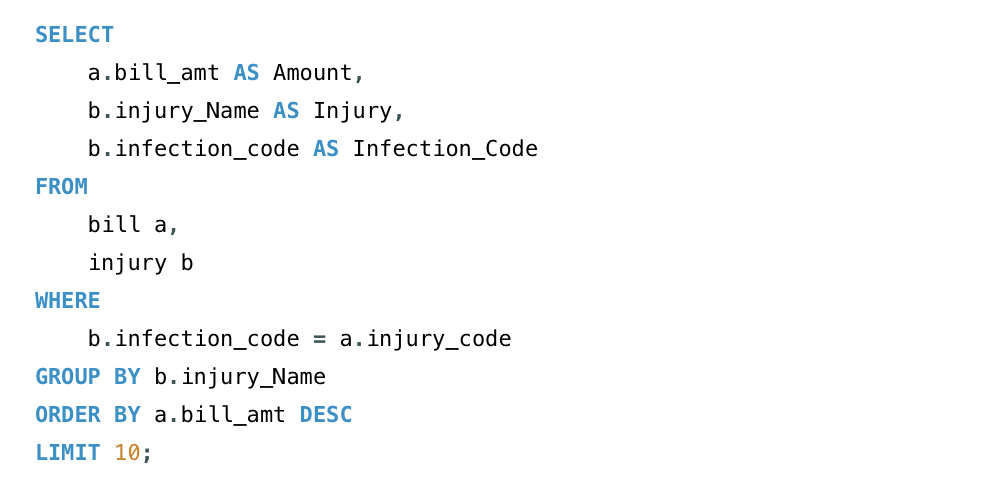 SELECT
    a.bill_amt AS Amount,
    b.injury_Name AS Injury,
    b.infection_code AS Infection_Code
FROM
    bill a,
    injury b
WHERE
    b.infection_code = a.injury_code
GROUP BY b.injury_Name
ORDER BY a.bill_amt DESC
LIMIT 10;